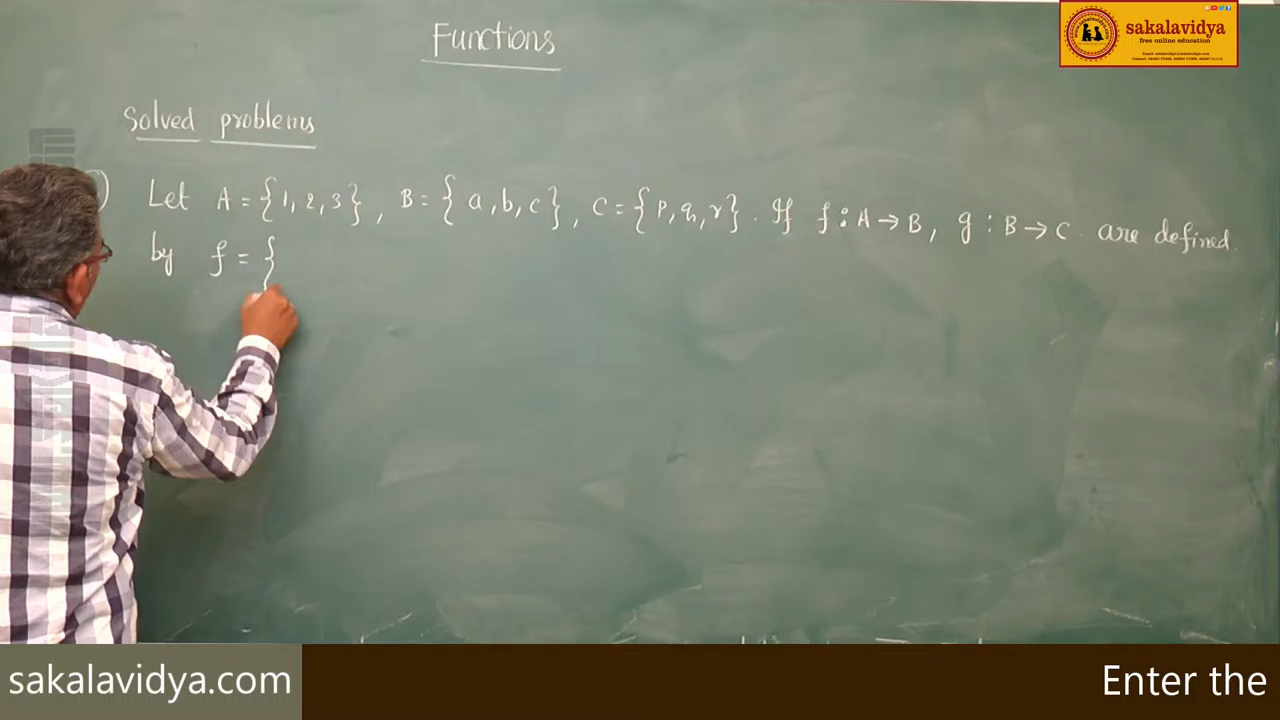 Functions
sakalavidya
free online education
Solved problems
) Let A = {1, 2, 3}, B = {a, b, c}, C = {p, q, r}. If f : A → B, g : B → C are defined.
by f = {
sakalavidya.com
Enter the